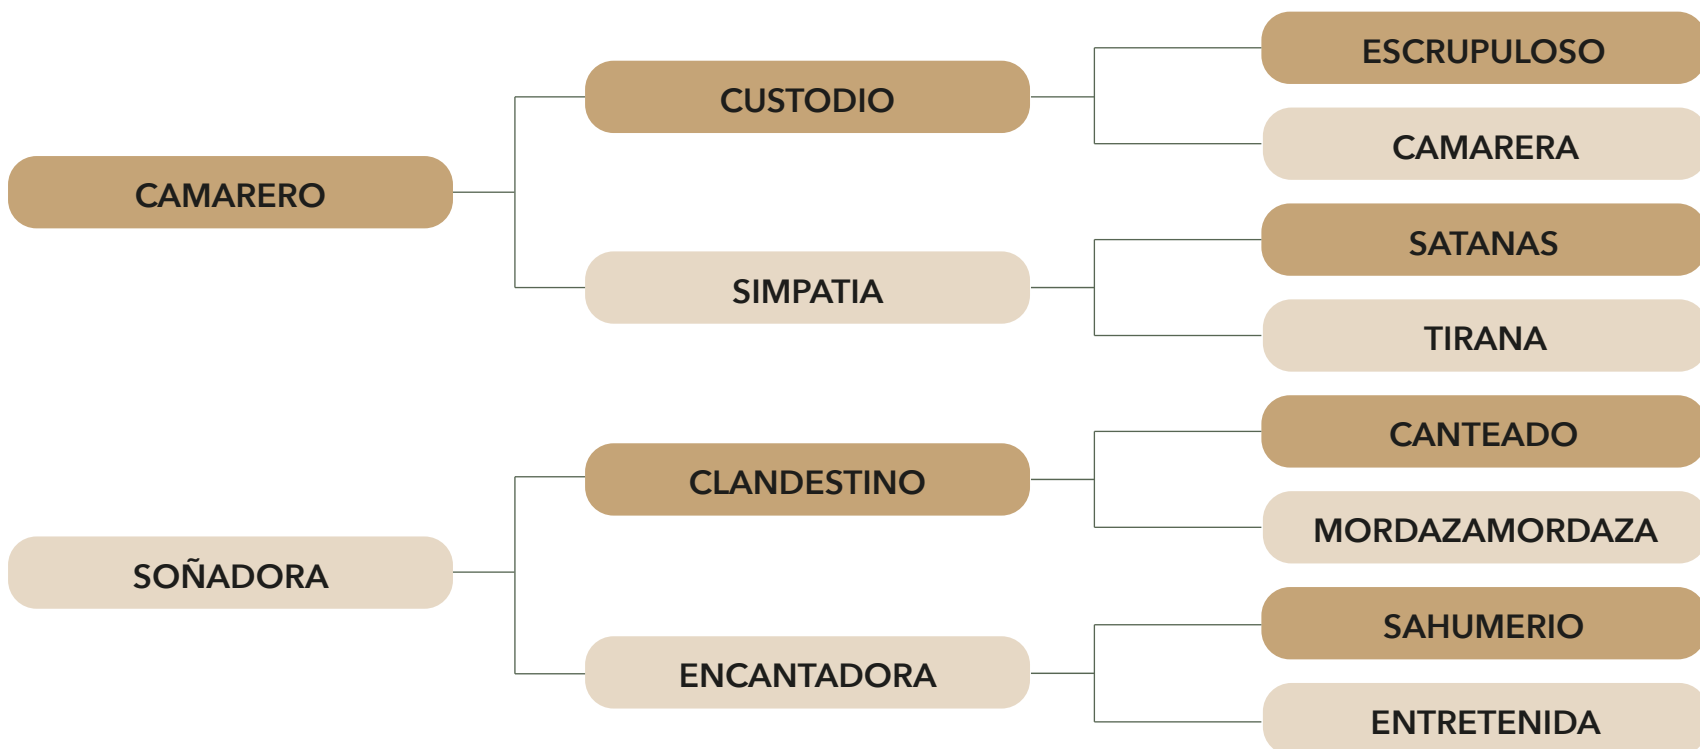 CAMARERO
CUSTODIO
ESCRUPULOSO
CAMARERA
SIMPATIA
SATANAS
TIRANA
SOÑADORA
CLANDESTINO
CANTEADO
MORDAZAMORDAZA
ENCANTADORA
SAHUMERIO
ENTRETENIDA